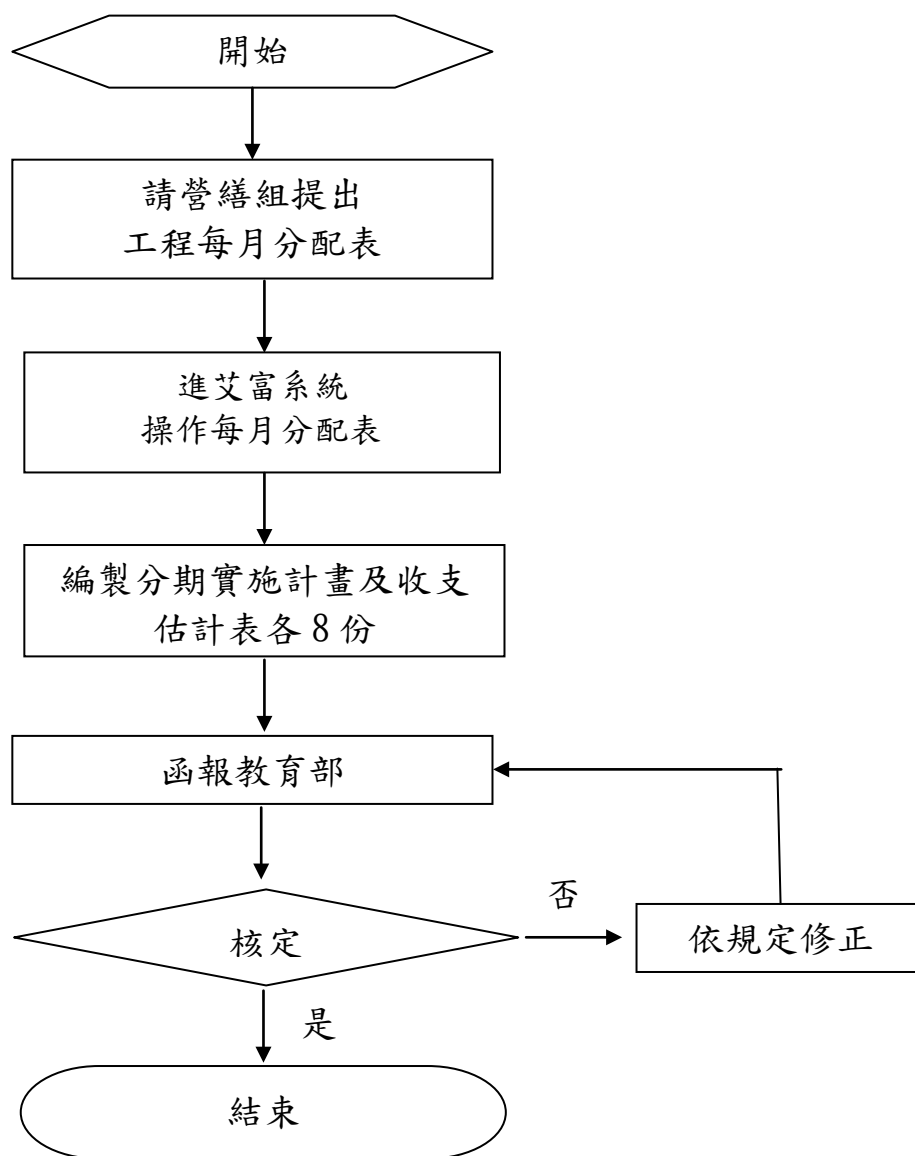 開始
請營繕組提出
工程每月分配表
進艾富系統
操作每月分配表
編製分期實施計畫及收支
估計表各8份
函報教育部
否
核定
依規定修正
是
結束